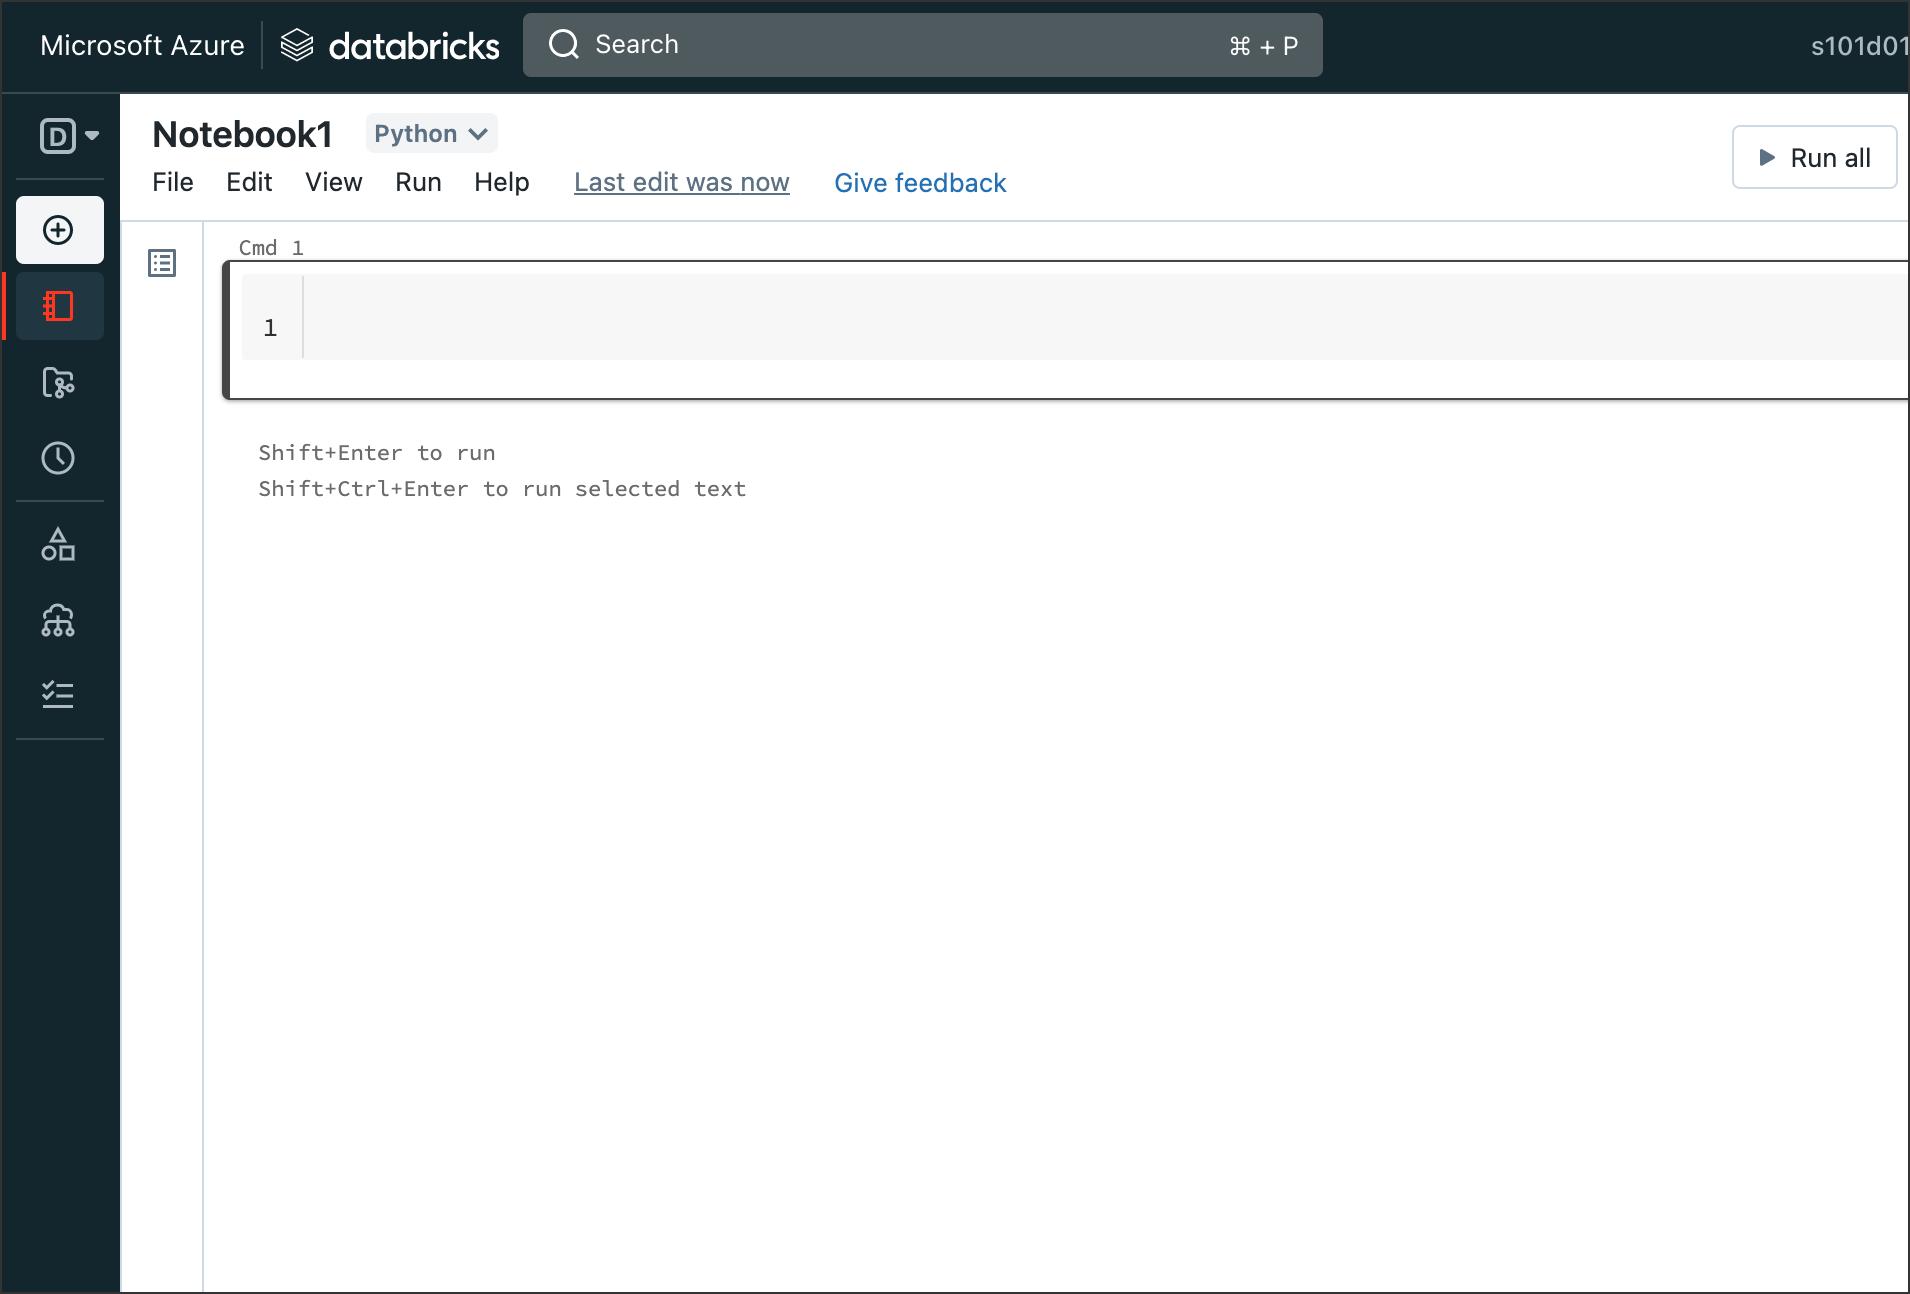 Microsoft Azure databricks Search ⌘ + P s101d01
D
Notebook1 Python Run all
File Edit View Run Help Last edit was now Give feedback
Cmd 1
1
Shift+Enter to run
Shift+Ctrl+Enter to run selected text